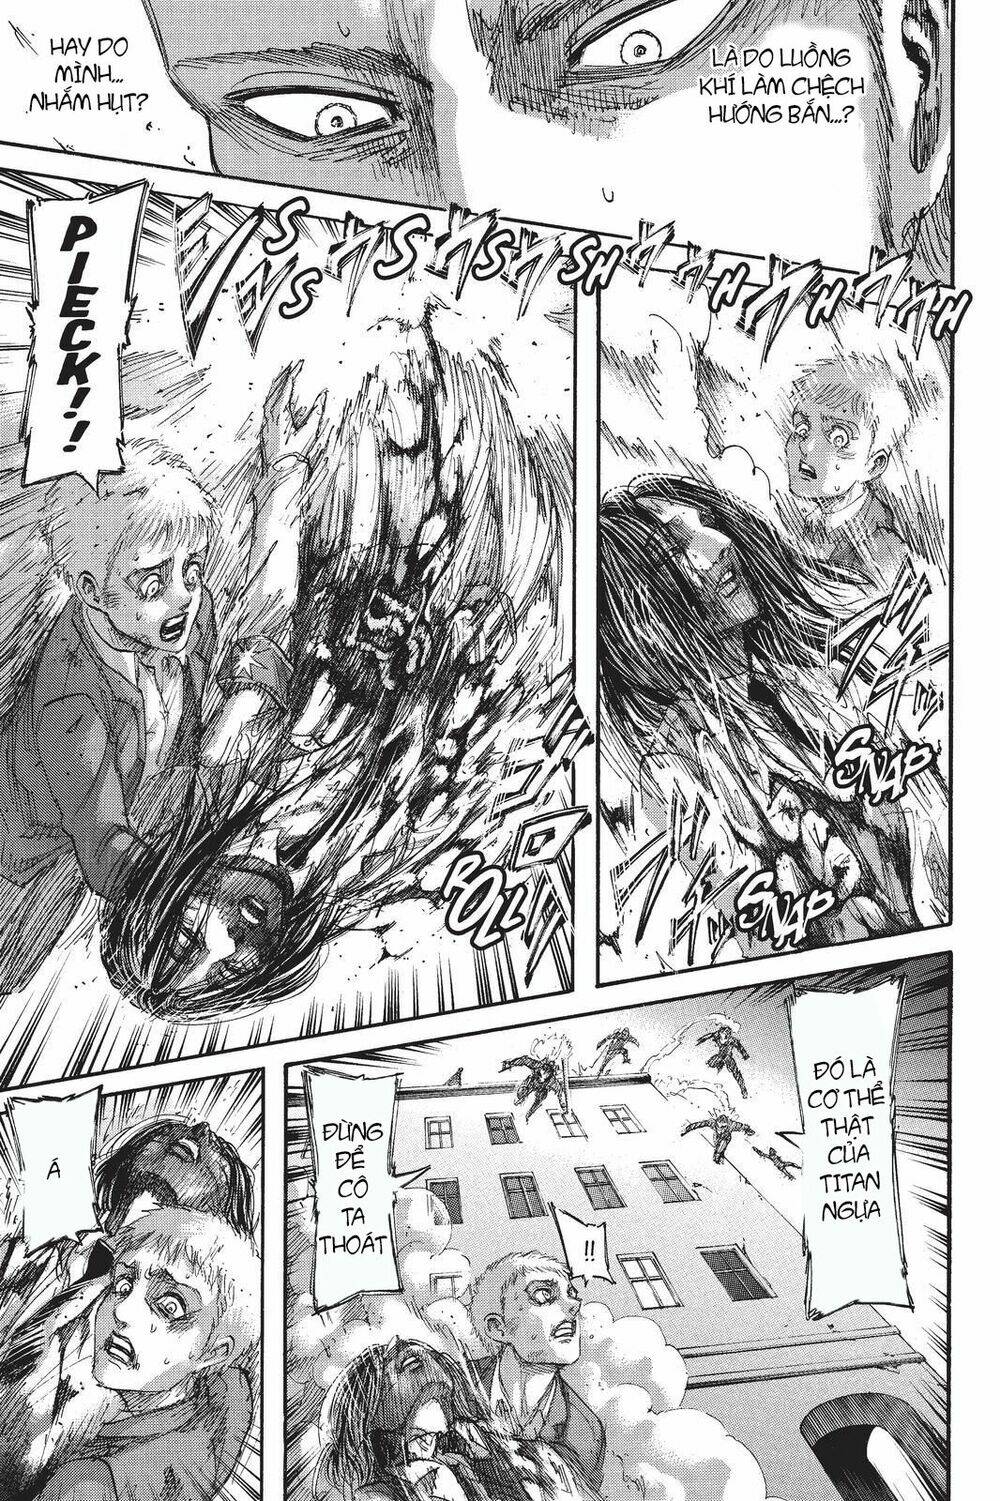 LÀ DO LUỒNG
KHÍ LÀM CHỆCH
HƯỚNG BẮN...?
HAY DO
MÌNH...
NHẮM HỤT?
HSSSSSSHHHHH
SNAP
SNAP
PIECK!!
ROLL
ĐÓ LÀ
CƠ THỂ
THẬT
CỦA
TITAN
NGỰA
!!
ĐỪNG
ĐỂ
CÔ
TA
THOÁT
Á